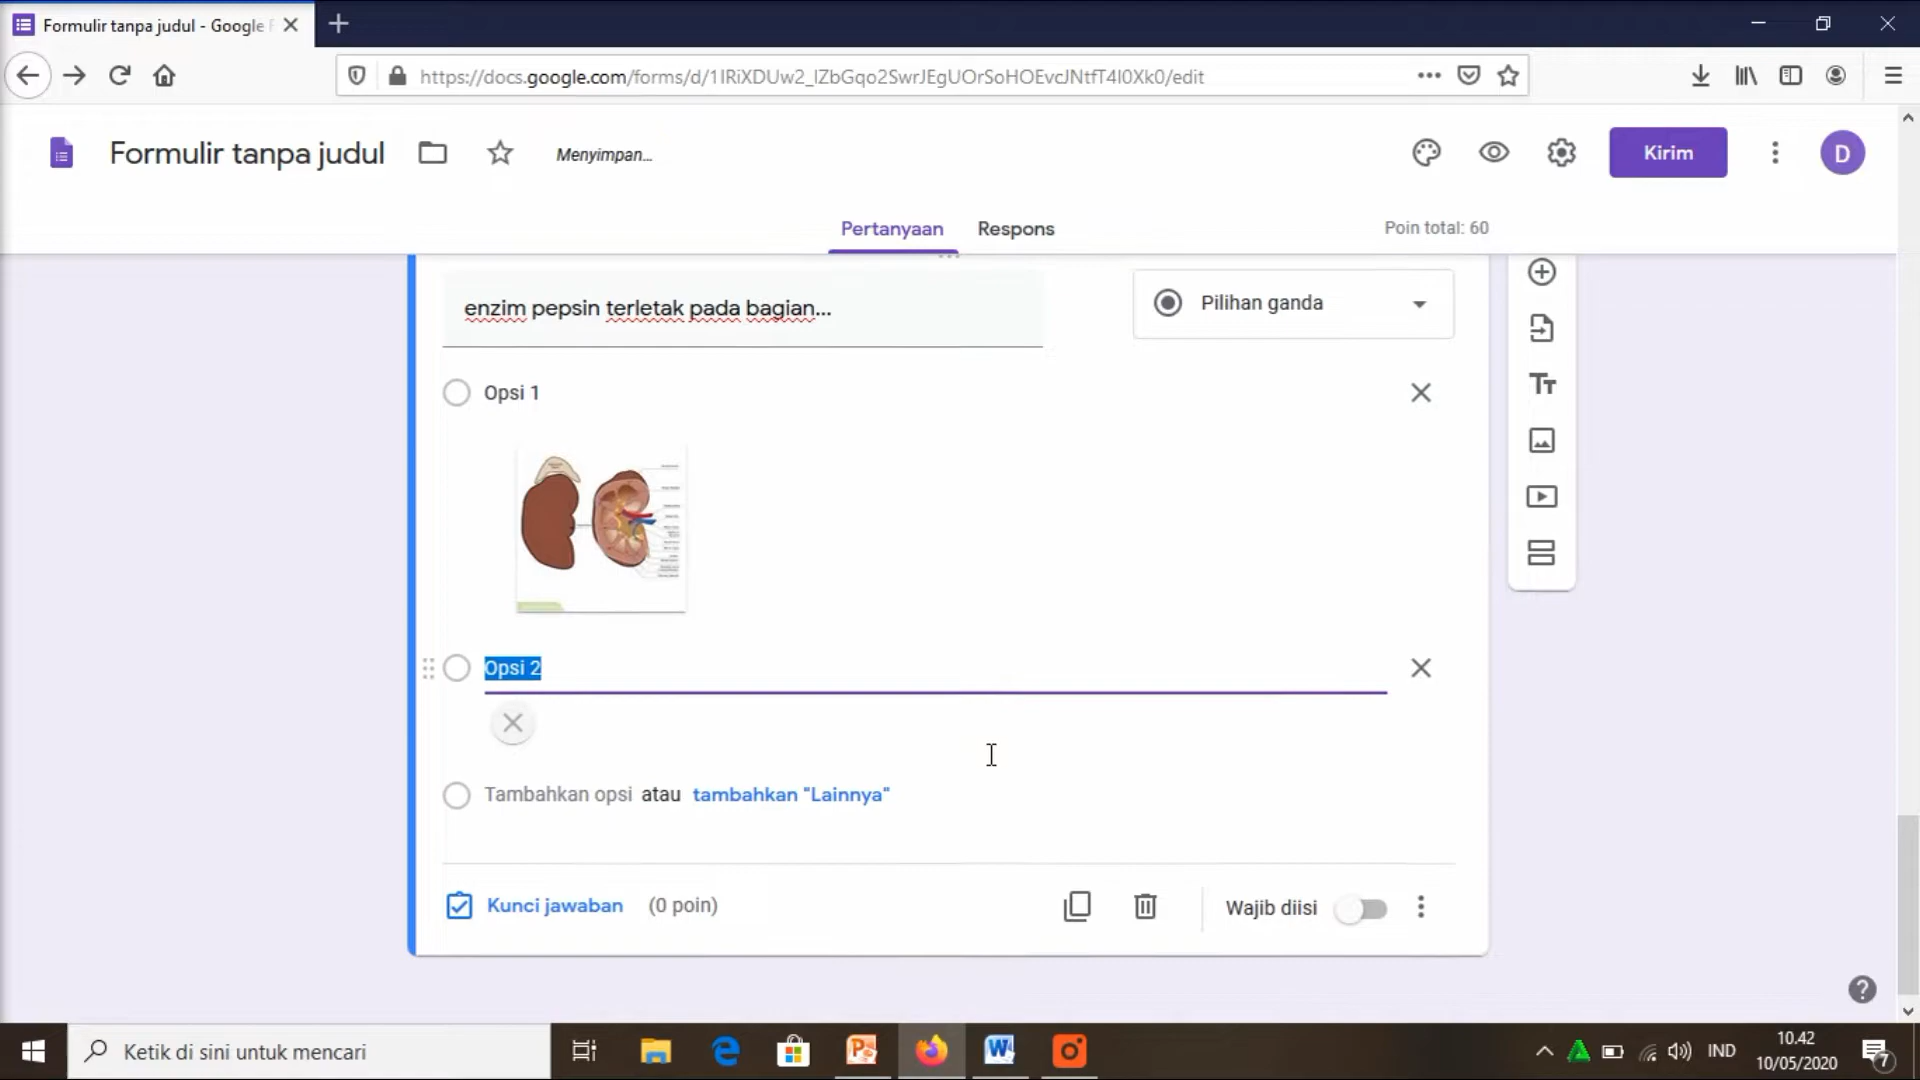 Formulir tanpa judul - Google F
https://docs.google.com/forms/d/1IRiXDUw2_lZbGqo2SwrJEgUOrSoHOEvcJNtfT4I0Xk0/edit
Formulir tanpa judul
Menyimpan...
Kirim
D
Pertanyaan
Respons
Poin total: 60
enzim pepsin terletak pada bagian...
Pilihan ganda
Opsi 1
Opsi 2
Tambahkan opsi atau tambahkan "Lainnya"
Kunci jawaban (0 poin)
Wajib diisi
Ketik di sini untuk mencari
IND
10.42
10/05/2020
7